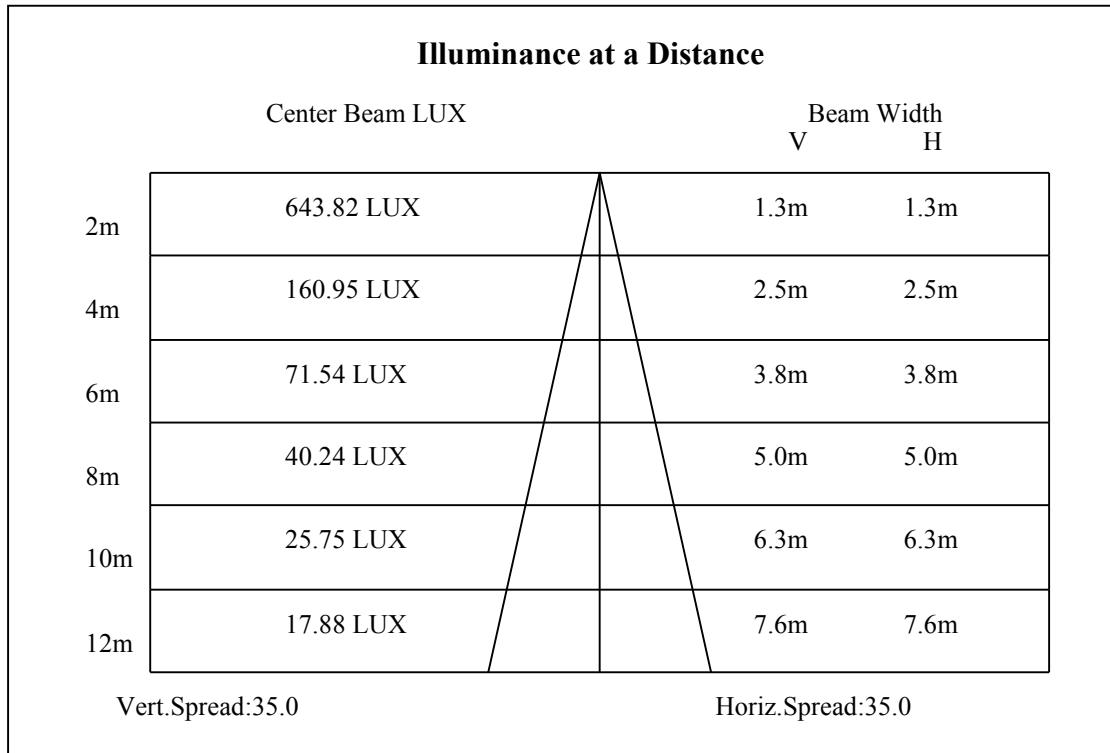 Illuminance at a Distance
Center Beam LUX Beam Width
V H
2m 643.82 LUX 1.3m 1.3m
4m 160.95 LUX 2.5m 2.5m
6m 71.54 LUX 3.8m 3.8m
8m 40.24 LUX 5.0m 5.0m
10m 25.75 LUX 6.3m 6.3m
12m 17.88 LUX 7.6m 7.6m
Vert.Spread:35.0 Horiz.Spread:35.0